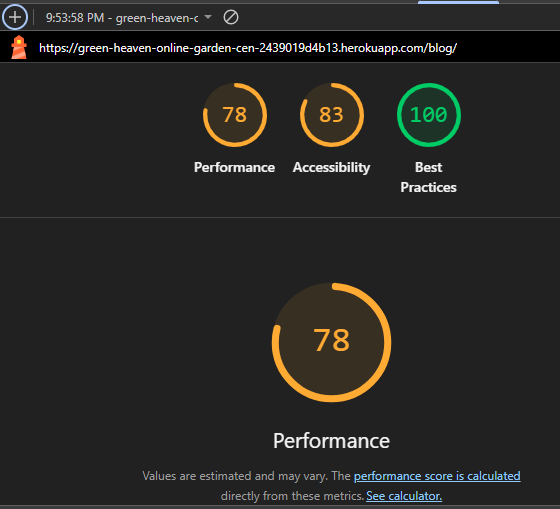 9:53:58 PM - green-heaven-c
https://green-heaven-online-garden-cen-2439019d4b13.herokuapp.com/blog/
78 83 100
Performance Accessibility Best
Practices
78
Performance
Values are estimated and may vary. The performance score is calculated
directly from these metrics. See calculator.